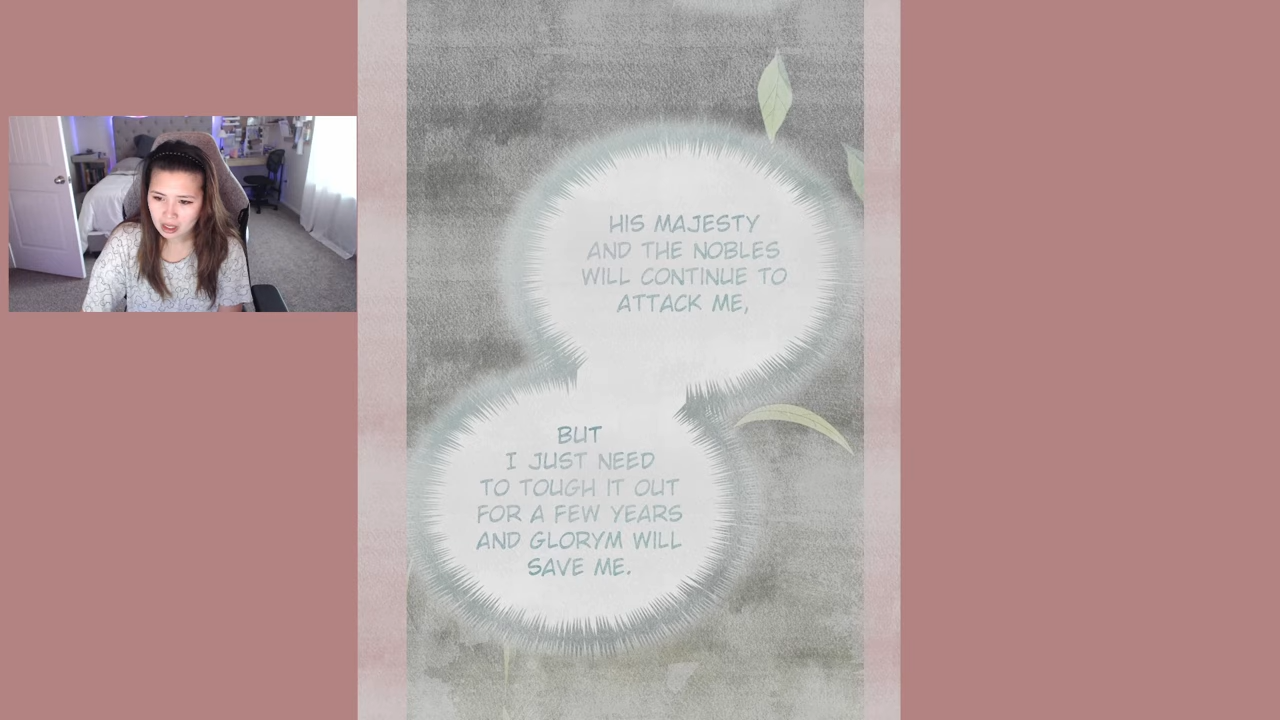 HIS MAJESTY
AND THE NOBLES
WILL CONTINUE TO
ATTACK ME,
BUT
I JUST NEED
TO TOUGH IT OUT
FOR A FEW YEARS
AND GLORYM WILL
SAVE ME.